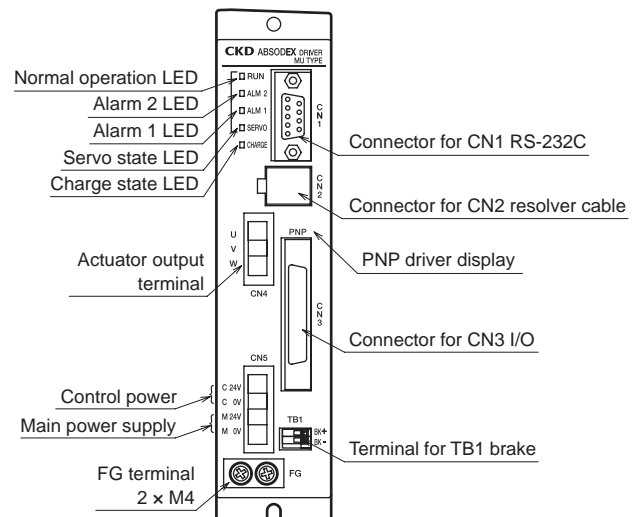 CKD ABSODEX DRIVER
MU TYPE
Normal operation LED
RUN
Alarm 2 LED
ALM 2
Alarm 1 LED
ALM 1
Servo state LED
SERVO
Charge state LED
CHARGE
CN1
Connector for CN1 RS-232C
CN2
Connector for CN2 resolver cable
U
V
W
PNP
PNP driver display
Actuator output
terminal
CN4
CN3
Connector for CN3 I/O
CN5
Control power
C 24V
C 0V
Main power supply
M 24V
M 0V
TB1
BK+
BK-
Terminal for TB1 brake
FG terminal
2 × M4
FG